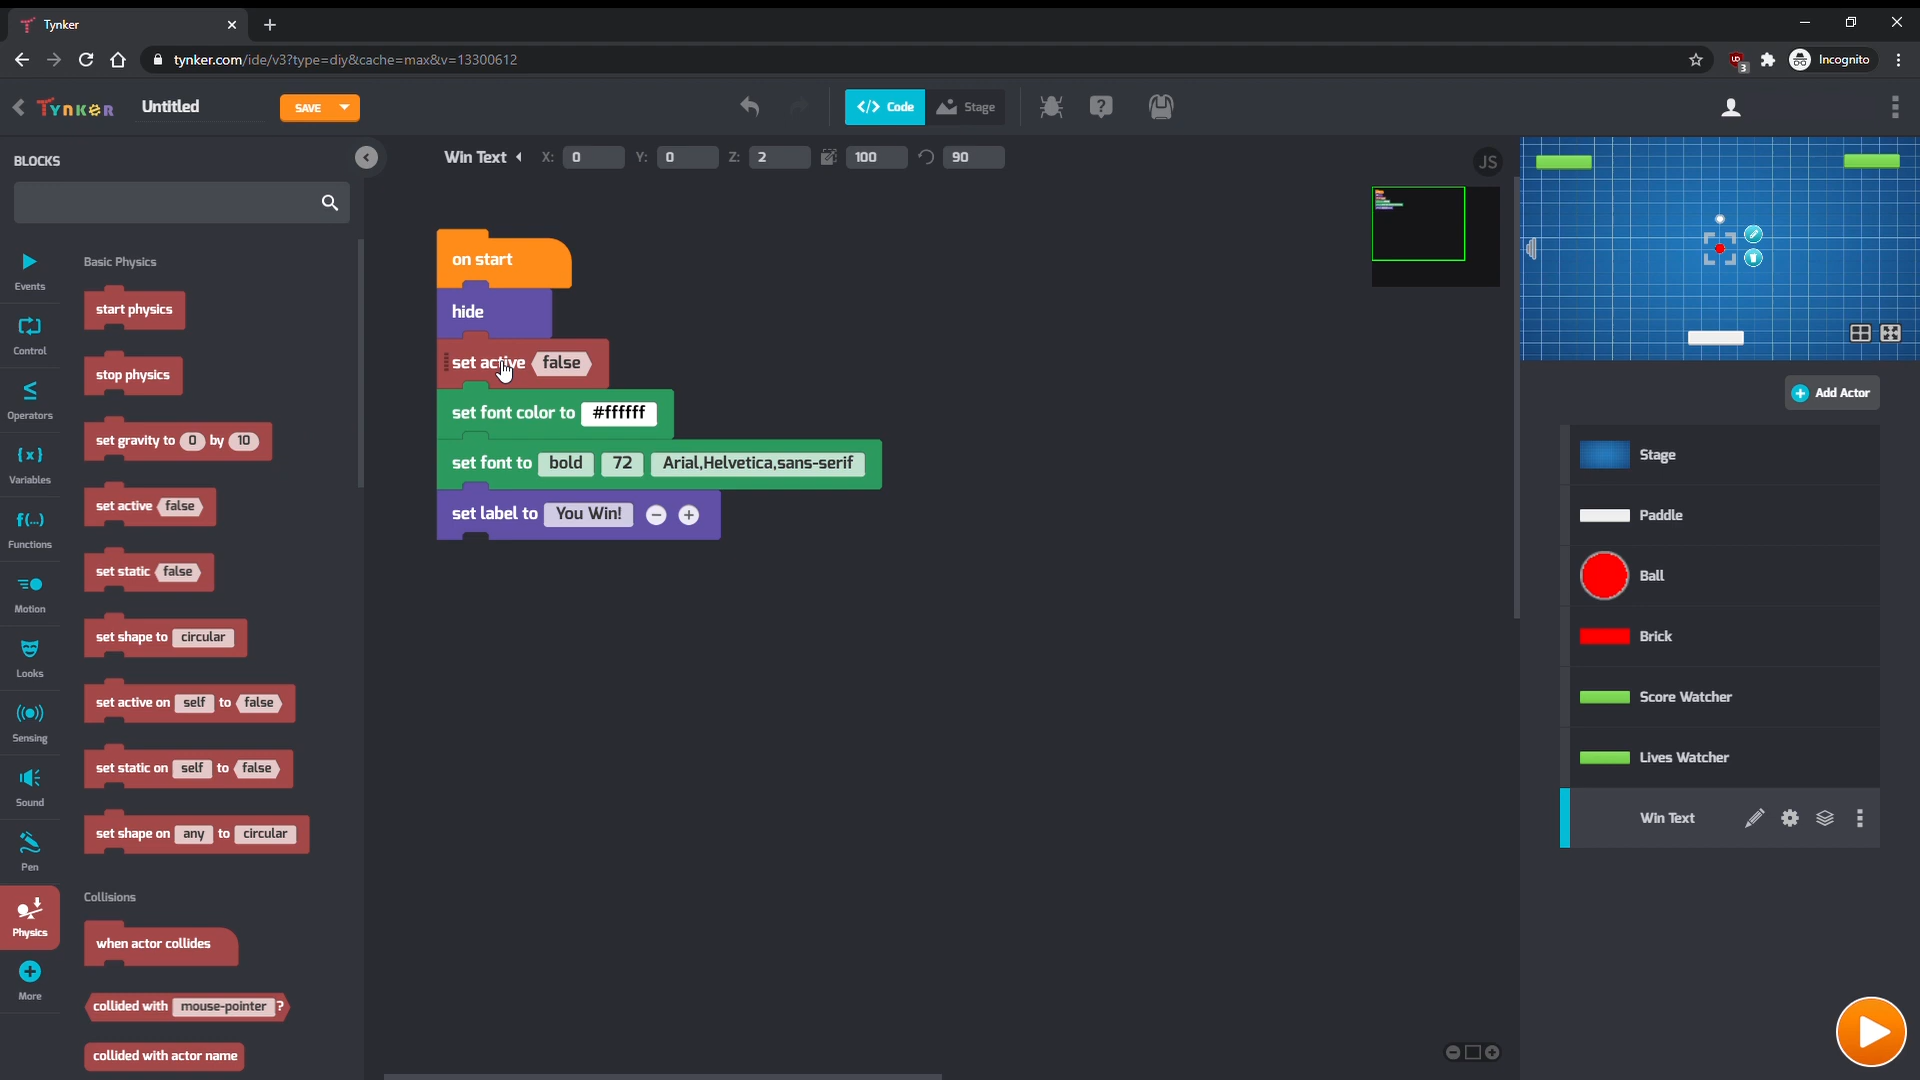 Tynker
tynker.com/ide/v3?type=diy&cache=max&v=13300612
3
Incognito
TYNKER
Untitled
SAVE
</> Code
Stage
BLOCKS
Win Text X: 0 Y: 0 Z: 2 100 90
JS
Events
Control
Operators
{x}
Variables
f(...)
Functions
Motion
Looks
Sensing
Sound
Pen
Physics
More
Basic Physics
start physics
stop physics
set gravity to 0 by 10
set active false
set static false
set shape to circular
set active on self to false
set static on self to false
set shape on any to circular
Collisions
when actor collides
collided with mouse-pointer ?
collided with actor name
on start
hide
set active false
set font color to #ffffff
set font to bold 72 Arial,Helvetica,sans-serif
set label to You Win!
Add Actor
Stage
Paddle
Ball
Brick
Score Watcher
Lives Watcher
Win Text